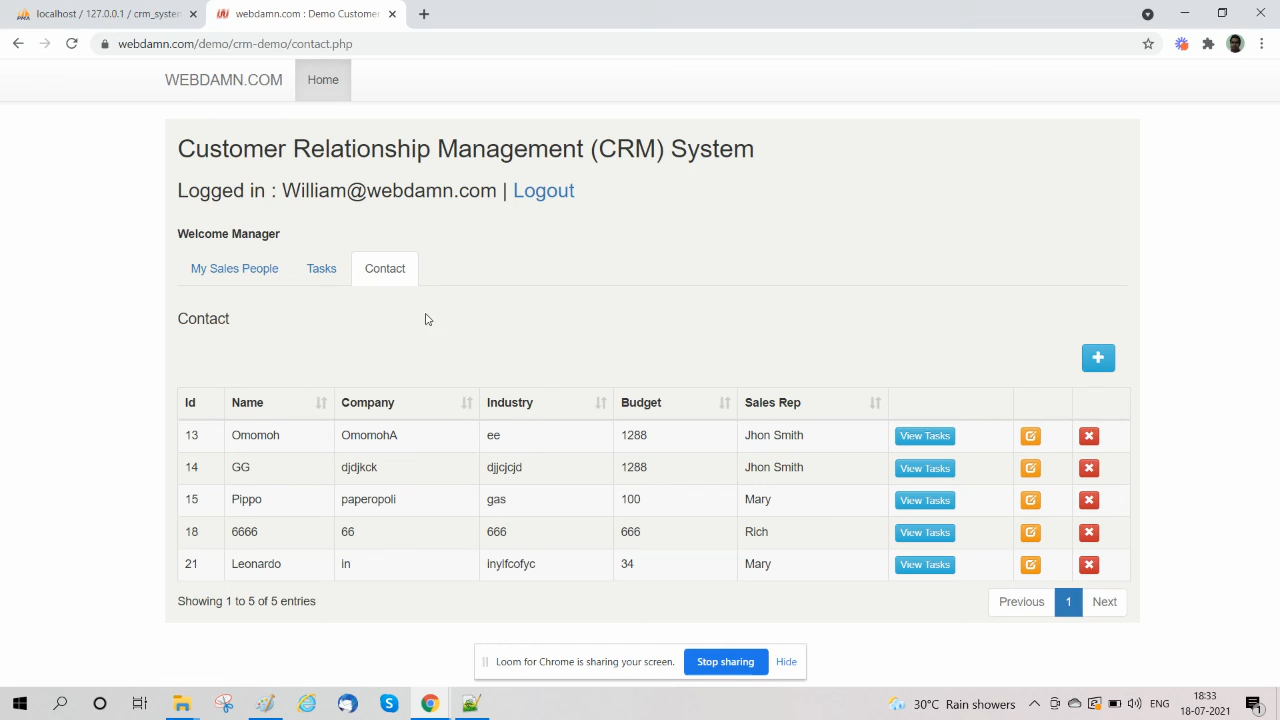 localhost / 127.0.0.1 / crm_system
webdamn.com : Demo Customer
webdamn.com/demo/crm-demo/contact.php
WEBDAMN.COM Home
Customer Relationship Management (CRM) System
Logged in : William@webdamn.com | Logout
Welcome Manager
My Sales People Tasks Contact
Contact
Id Name Company Industry Budget Sales Rep
13 Omomoh OmomohA ee 1288 Jhon Smith View Tasks
14 GG djdjkck djjcjcjd 1288 Jhon Smith View Tasks
15 Pippo paperopoli gas 100 Mary View Tasks
18 6666 66 666 666 Rich View Tasks
21 Leonardo in inylfcofyc 34 Mary View Tasks
Showing 1 to 5 of 5 entries
Previous 1 Next
Loom for Chrome is sharing your screen. Stop sharing Hide
30°C Rain showers ENG 18:33
18-07-2021 1